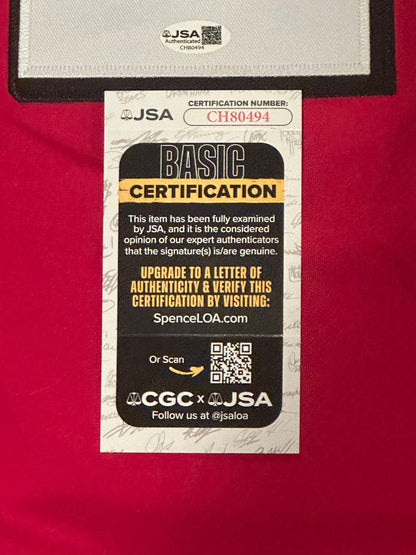 JSA
Authenticated
CH80494
JSA
CERTIFICATION NUMBER:
CH80494
BASIC
CERTIFICATION
This item has been fully examined
by JSA, and it is the considered
opinion of our expert authenticators
that the signature(s) is/are genuine.
UPGRADE TO A LETTER OF
AUTHENTICITY & VERIFY THIS
CERTIFICATION BY VISITING:
SpenceLOA.com
Or Scan
CGC x JSA
Follow us at @jsaloa